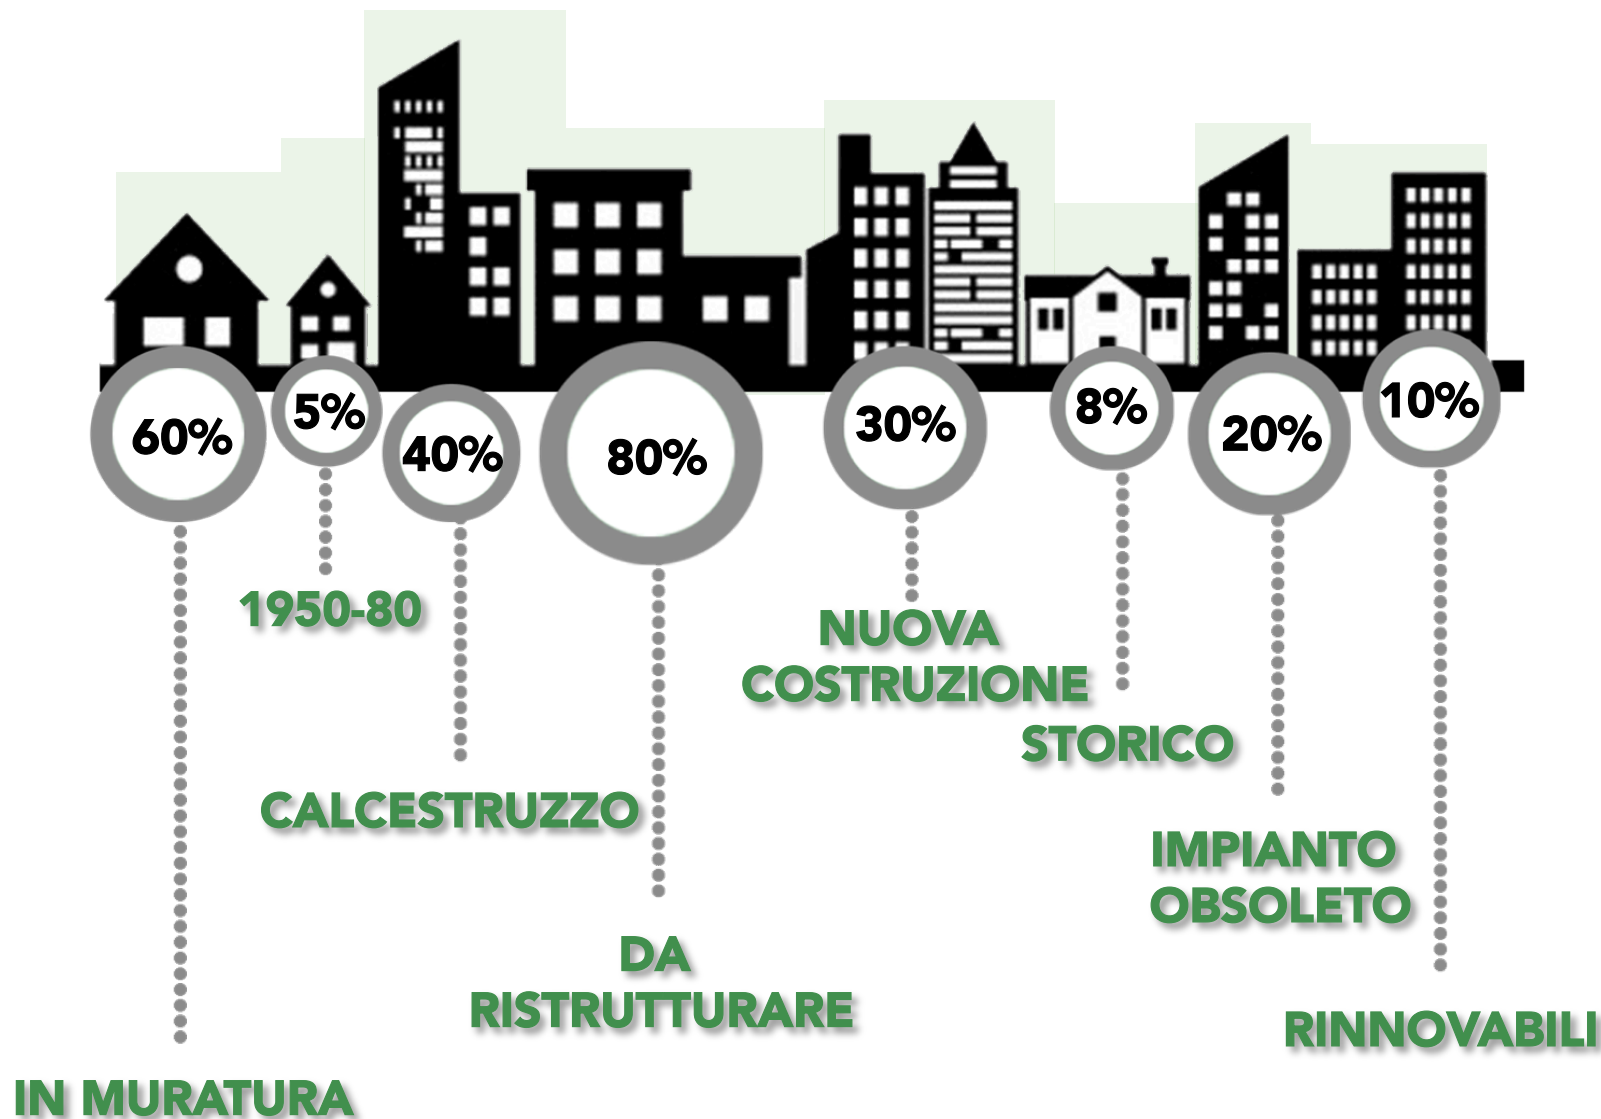 60%
5%
40%
80%
30%
8%
20%
10%
1950-80
NUOVA
COSTRUZIONE
STORICO
CALCESTRUZZO
IMPIANTO
OBSOLETO
DA
RISTRUTTURARE
RINNOVABILI
IN MURATURA